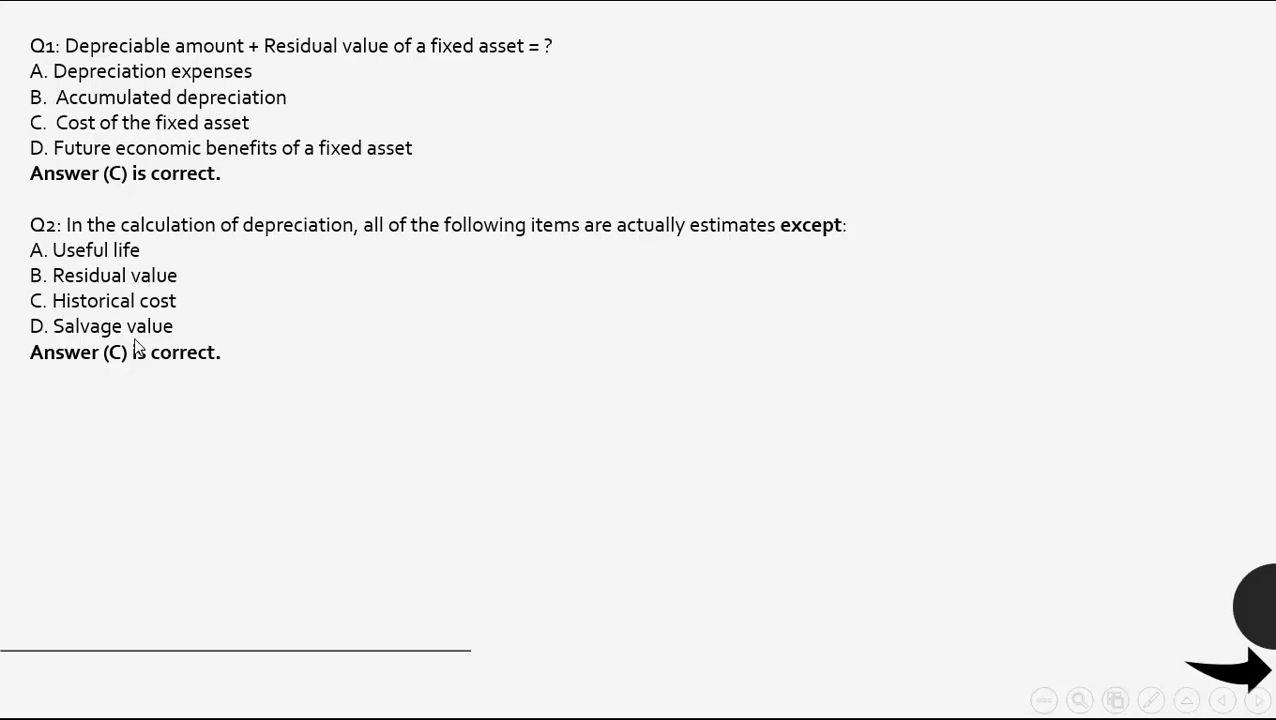 Q1: Depreciable amount + Residual value of a fixed asset = ?
A. Depreciation expenses
B. Accumulated depreciation
C. Cost of the fixed asset
D. Future economic benefits of a fixed asset
Answer (C) is correct.
Q2: In the calculation of depreciation, all of the following items are actually estimates except:
A. Useful life
B. Residual value
C. Historical cost
D. Salvage value
Answer (C) is correct.